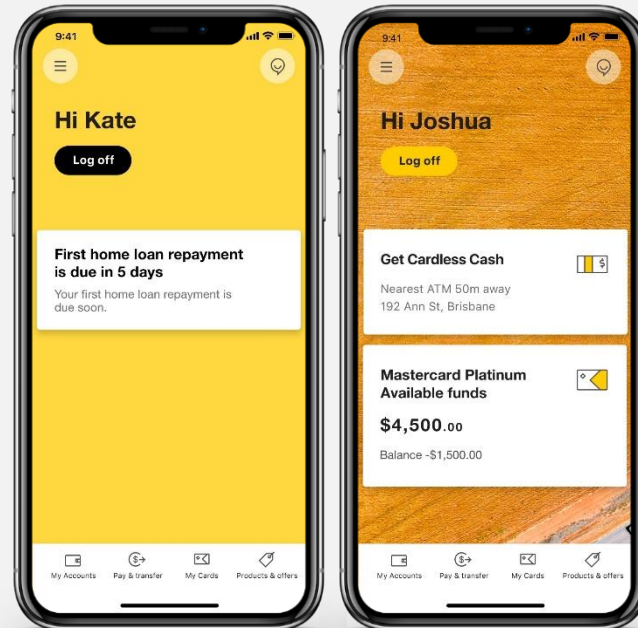 9:41
Hi Kate
Log off
First home loan repayment
is due in 5 days
Your first home loan repayment is
due soon.
My Accounts
Pay & transfer
My Cards
Products & offers
9:41
Hi Joshua
Log off
Get Cardless Cash
$
Nearest ATM 50m away
192 Ann St, Brisbane
Mastercard Platinum
Available funds
$4,500.00
Balance -$1,500.00
My Accounts
Pay & transfer
My Cards
Products & offers